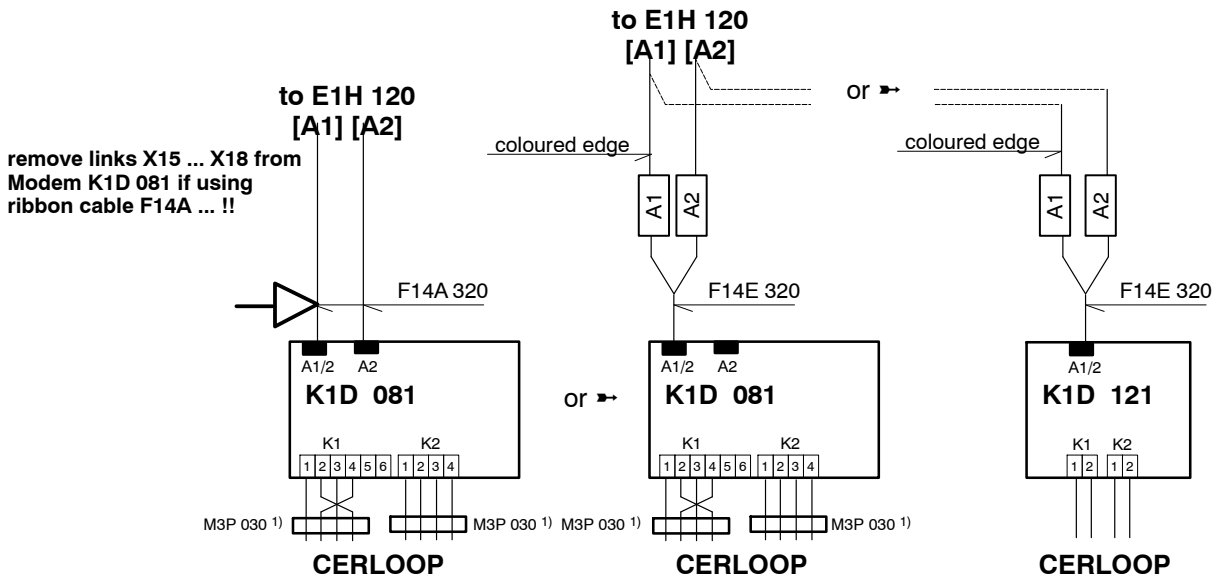 to E1H 120
[A1] [A2]
or ➼
to E1H 120
[A1] [A2]
coloured edge
coloured edge
remove links X15 ... X18 from
Modem K1D 081 if using
ribbon cable F14A ... !!
A1 A2
A1 A2
F14A 320
F14E 320
F14E 320
A1/2 A2
K1D 081
K1 K2
1 2 3 4 5 6 1 2 3 4
M3P 030 1) M3P 030 1)
CERLOOP
or ➼
A1/2 A2
K1D 081
K1 K2
1 2 3 4 5 6 1 2 3 4
M3P 030 1) M3P 030 1)
CERLOOP
A1/2
K1D 121
K1 K2
1 2 1 2
CERLOOP